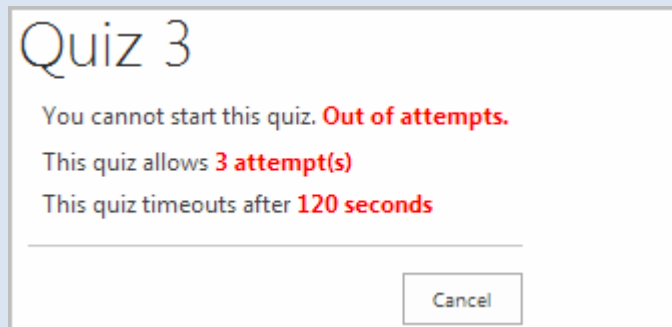 Quiz 3
You cannot start this quiz. Out of attempts.
This quiz allows 3 attempt(s)
This quiz timeouts after 120 seconds
Cancel